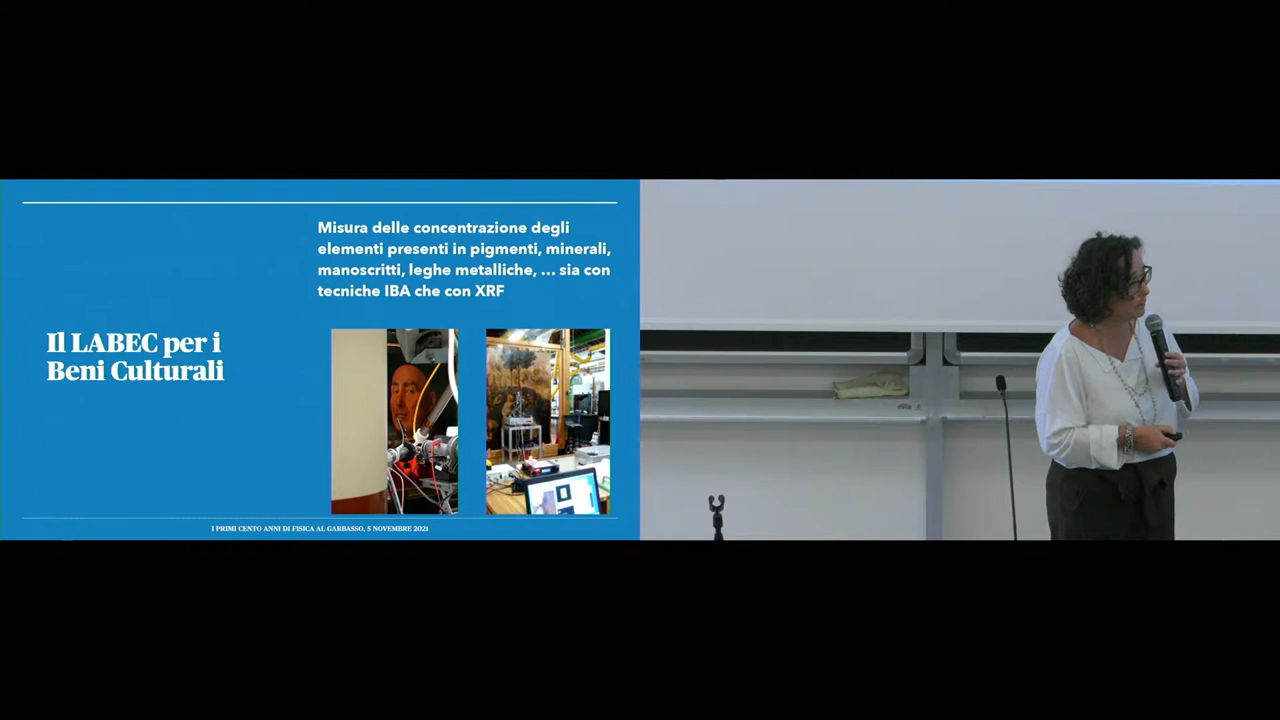 Misura delle concentrazione degli
elementi presenti in pigmenti, minerali,
manoscritti, leghe metalliche, ... sia con
tecniche IBA che con XRF
Il LABEC per i
Beni Culturali
I PRIMI CENTO ANNI DI FISICA AL GARBASSO, 5 NOVEMBRE 2021